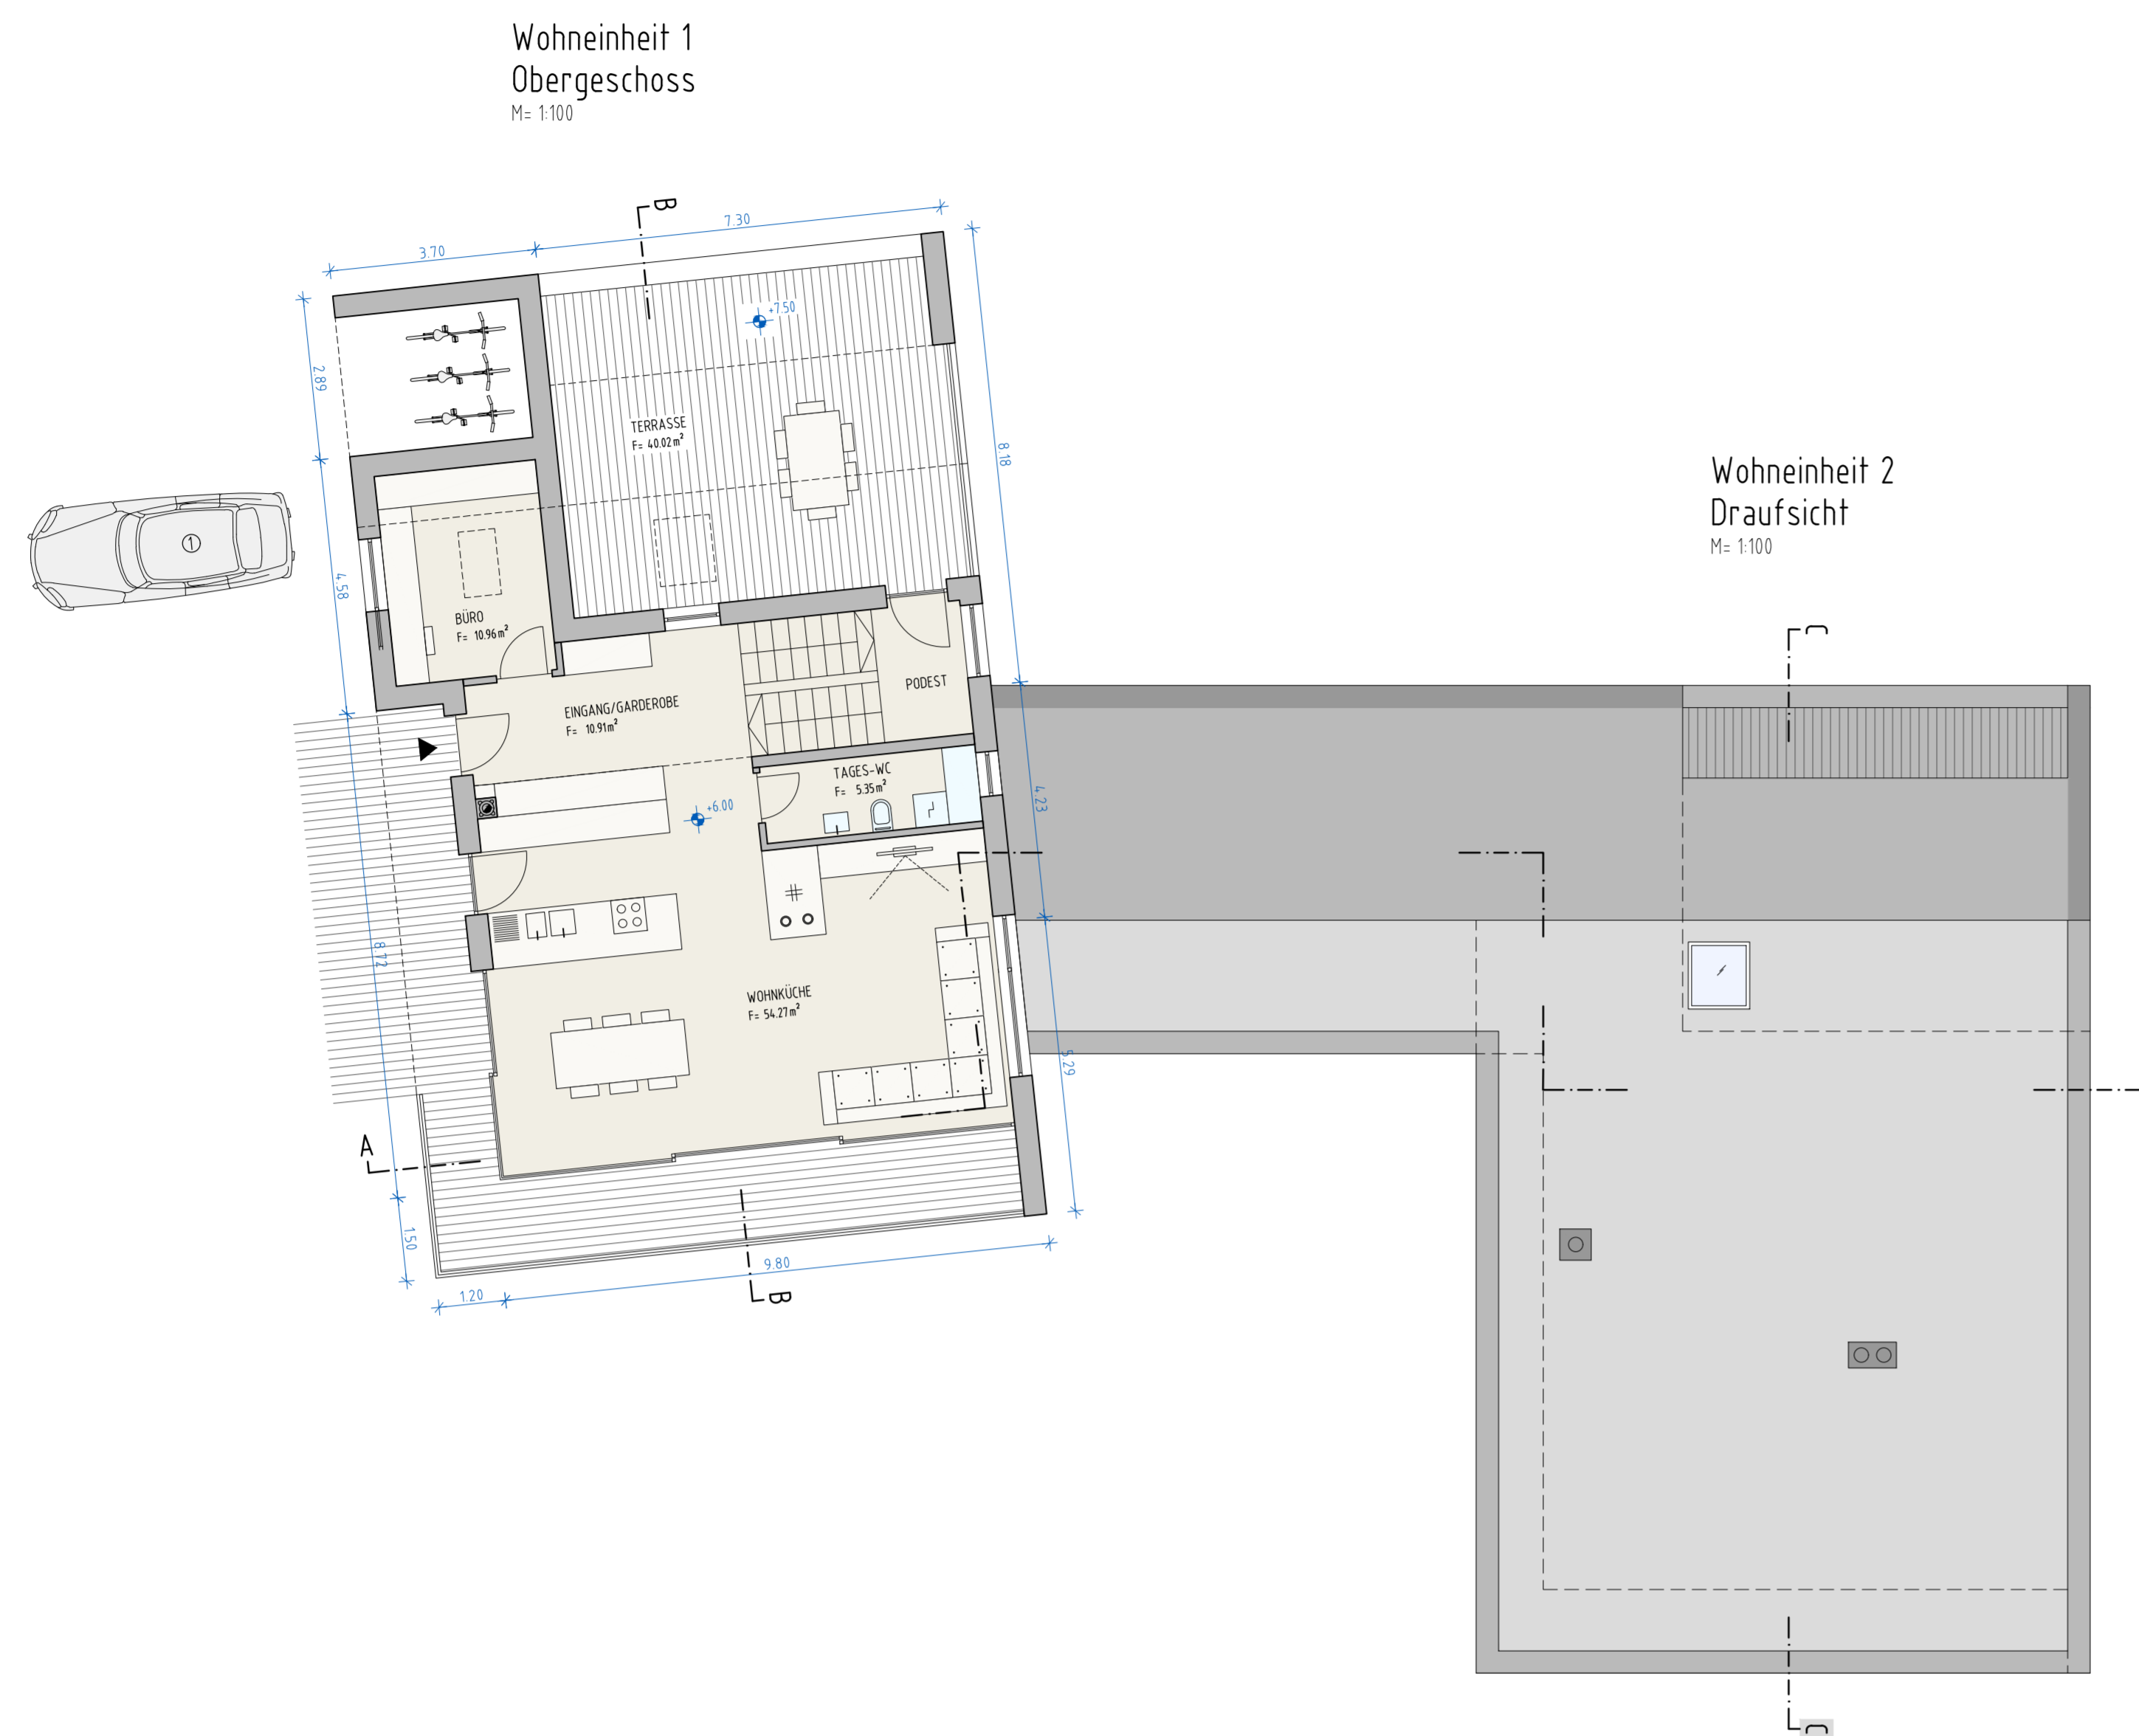 Wohneinheit 1
Obergeschoss
M= 1:100
B
7.30
3.70
+7.50
2.89
TERRASSE
F= 40.02m²
8.18
Wohneinheit 2
Draufsicht
M= 1:100
1
4.58
BÜRO
F= 10.96m²
PODEST
EINGANG/GARDEROBE
F= 10.91m²
TAGES-WC
F= 5.35m²
+6.00
4.23
8.72
WOHNKÜCHE
F= 54.27m²
5.29
A
1.50
9.80
1.20
B